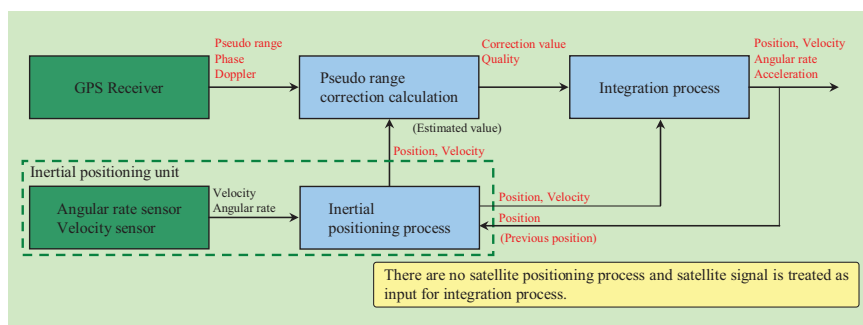 Pseudo range
Phase
Doppler
GPS Receiver
Pseudo range
correction calculation
Correction value
Quality
Integration process
Position, Velocity
Angular rate
Acceleration
(Estimated value)
Position, Velocity
Inertial positioning unit
Angular rate sensor
Velocity sensor
Velocity
Angular rate
Inertial
positioning process
Position, Velocity
Position
(Previous position)
There are no satellite positioning process and satellite signal is treated as
input for integration process.